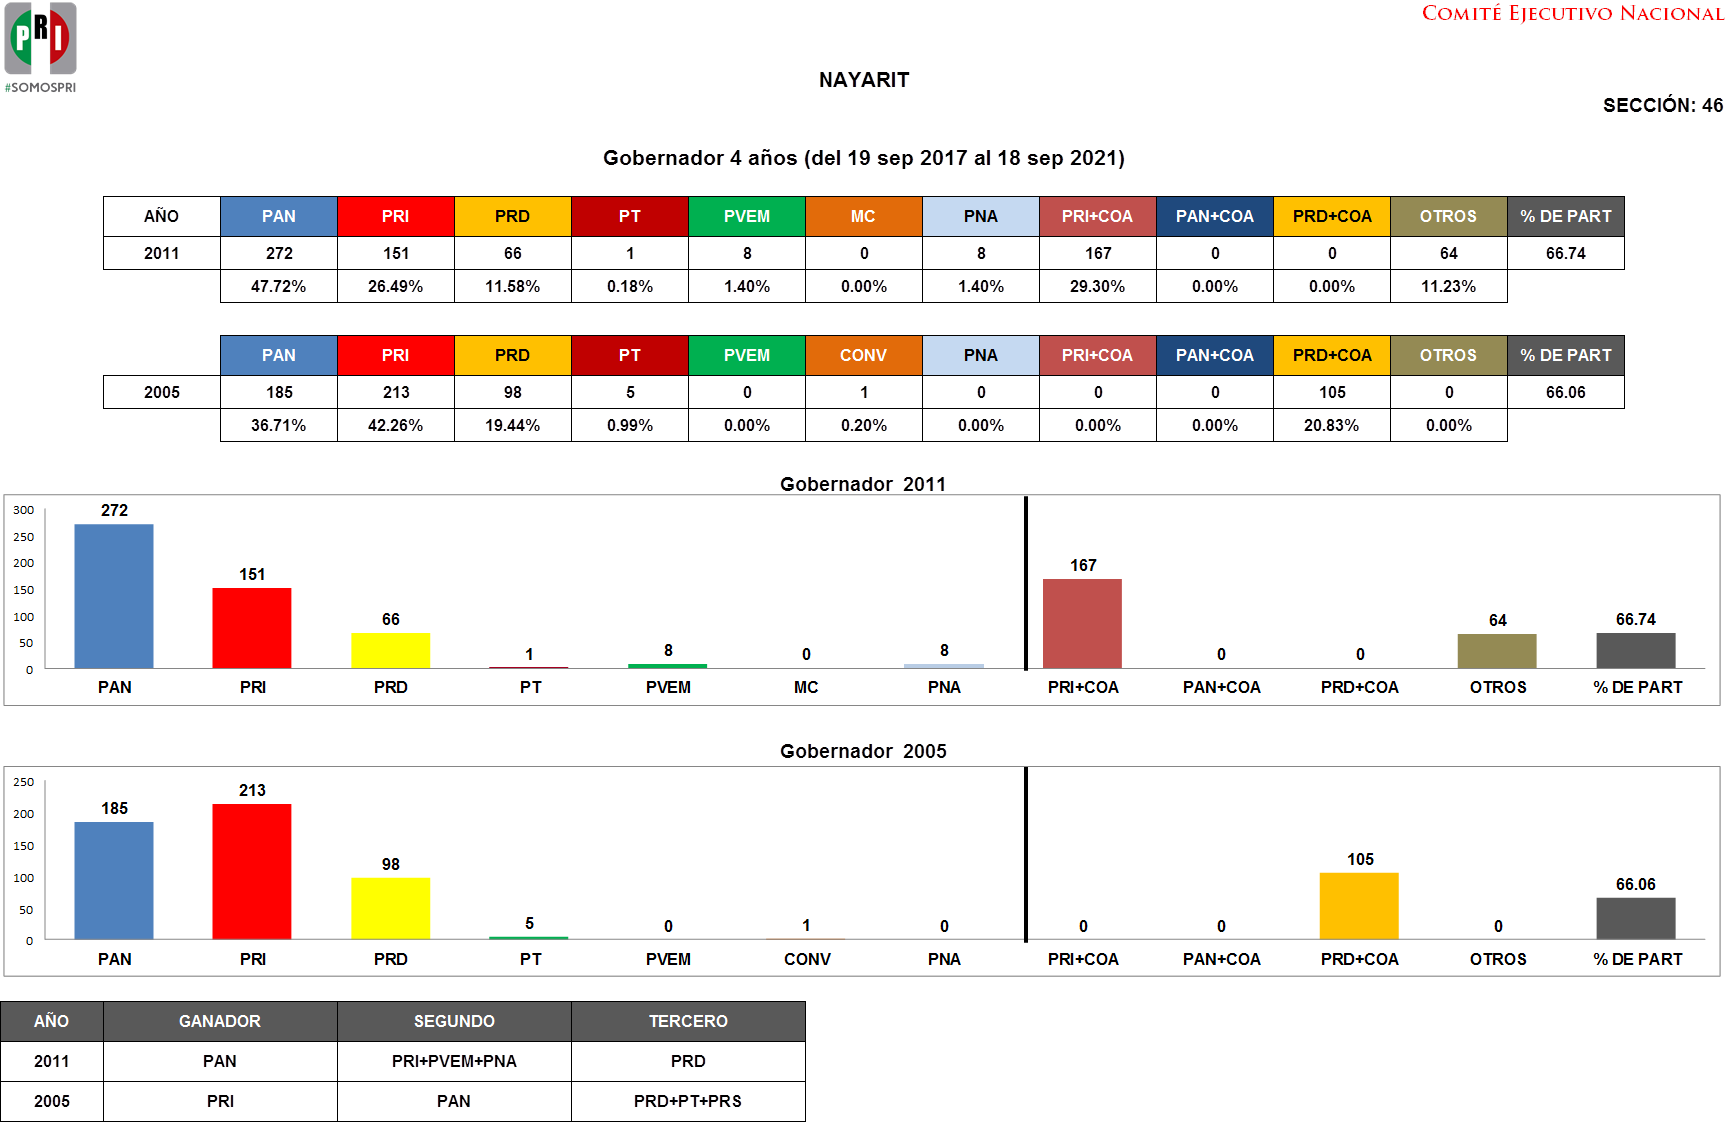 PRI
#SOMOSPRI
COMITÉ EJECUTIVO NACIONAL
NAYARIT
SECCIÓN: 46
Gobernador 4 años (del 19 sep 2017 al 18 sep 2021)
AÑO PAN PRI PRD PT PVEM MC PNA PRI+COA PAN+COA PRD+COA OTROS % DE PART
2011 272 151 66 1 8 0 8 167 0 0 64 66.74
47.72% 26.49% 11.58% 0.18% 1.40% 0.00% 1.40% 29.30% 0.00% 0.00% 11.23%
PAN PRI PRD PT PVEM CONV PNA PRI+COA PAN+COA PRD+COA OTROS % DE PART
2005 185 213 98 5 0 1 0 0 0 105 0 66.06
36.71% 42.26% 19.44% 0.99% 0.00% 0.20% 0.00% 0.00% 0.00% 20.83% 0.00%
Gobernador 2011
300
250
200
150
100
50
0
272 151 66 1 8 0 8 167 0 0 64 66.74
PAN PRI PRD PT PVEM MC PNA PRI+COA PAN+COA PRD+COA OTROS % DE PART
Gobernador 2005
250
200
150
100
50
0
185 213 98 5 0 1 0 0 0 105 0 66.06
PAN PRI PRD PT PVEM CONV PNA PRI+COA PAN+COA PRD+COA OTROS % DE PART
AÑO GANADOR SEGUNDO TERCERO
2011 PAN PRI+PVEM+PNA PRD
2005 PRI PAN PRD+PT+PRS